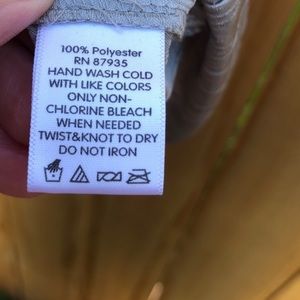 100% Polyester
RN 87935
HAND WASH COLD
WITH LIKE COLORS
ONLY NON-
CHLORINE BLEACH
WHEN NEEDED
TWIST&KNOT TO DRY
DO NOT IRON